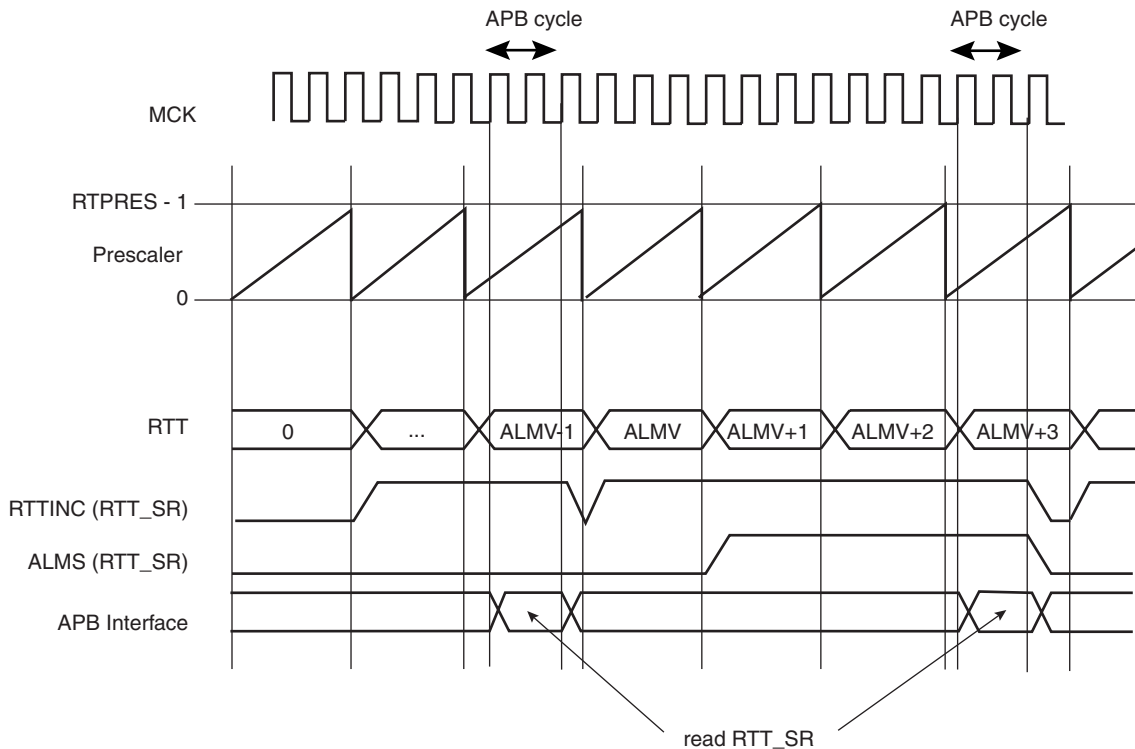 APB cycle APB cycle
MCK
RTPRES - 1
Prescaler
0
RTT 0 ... ALMV-1 ALMV ALMV+1 ALMV+2 ALMV+3
RTTINC (RTT_SR)
ALMS (RTT_SR)
APB Interface
read RTT_SR